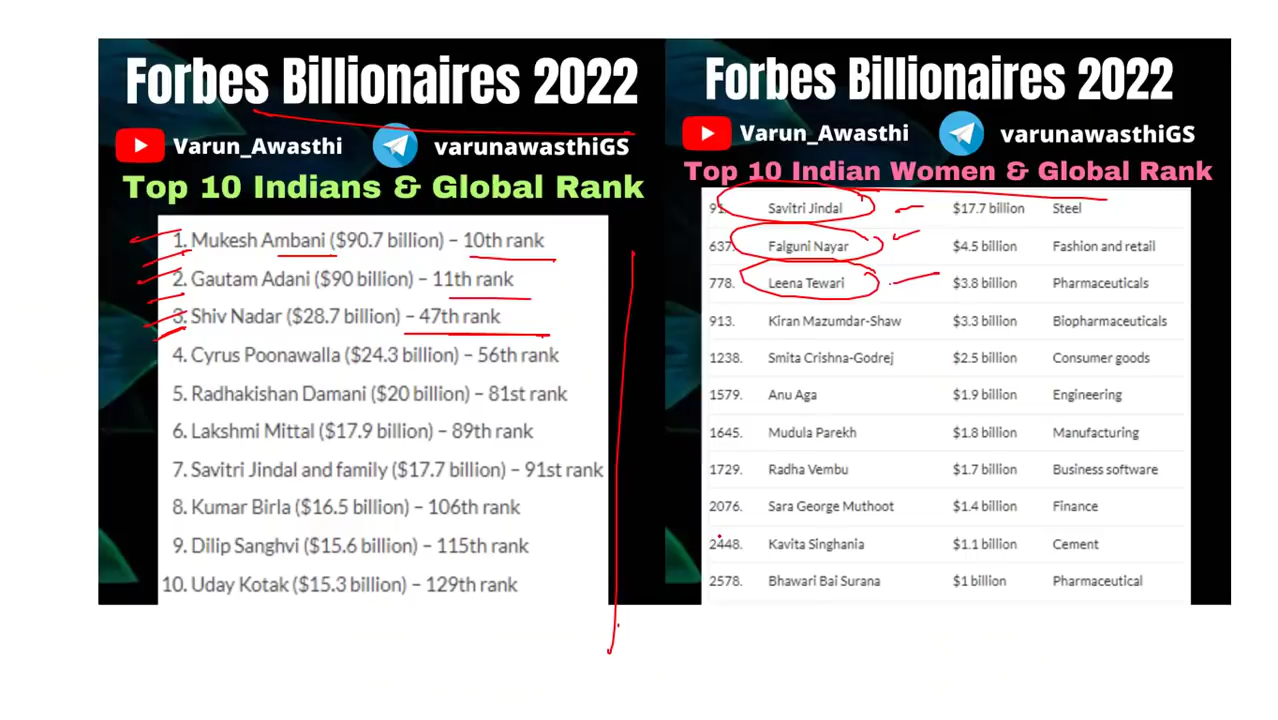 Forbes Billionaires 2022
Varun_Awasthi varunawasthiGS
Top 10 Indians & Global Rank
1. Mukesh Ambani ($90.7 billion) – 10th rank
2. Gautam Adani ($90 billion) – 11th rank
3. Shiv Nadar ($28.7 billion) – 47th rank
4. Cyrus Poonawalla ($24.3 billion) – 56th rank
5. Radhakishan Damani ($20 billion) – 81st rank
6. Lakshmi Mittal ($17.9 billion) – 89th rank
7. Savitri Jindal and family ($17.7 billion) – 91st rank
8. Kumar Birla ($16.5 billion) – 106th rank
9. Dilip Sanghvi ($15.6 billion) – 115th rank
10. Uday Kotak ($15.3 billion) – 129th rank
Forbes Billionaires 2022
Varun_Awasthi varunawasthiGS
Top 10 Indian Women & Global Rank
91. Savitri Jindal $17.7 billion Steel
637. Falguni Nayar $4.5 billion Fashion and retail
778. Leena Tewari $3.8 billion Pharmaceuticals
913. Kiran Mazumdar-Shaw $3.3 billion Biopharmaceuticals
1238. Smita Crishna-Godrej $2.5 billion Consumer goods
1579. Anu Aga $1.9 billion Engineering
1645. Mudula Parekh $1.8 billion Manufacturing
1729. Radha Vembu $1.7 billion Business software
2076. Sara George Muthoot $1.4 billion Finance
2448. Kavita Singhania $1.1 billion Cement
2578. Bhawari Bai Surana $1 billion Pharmaceutical